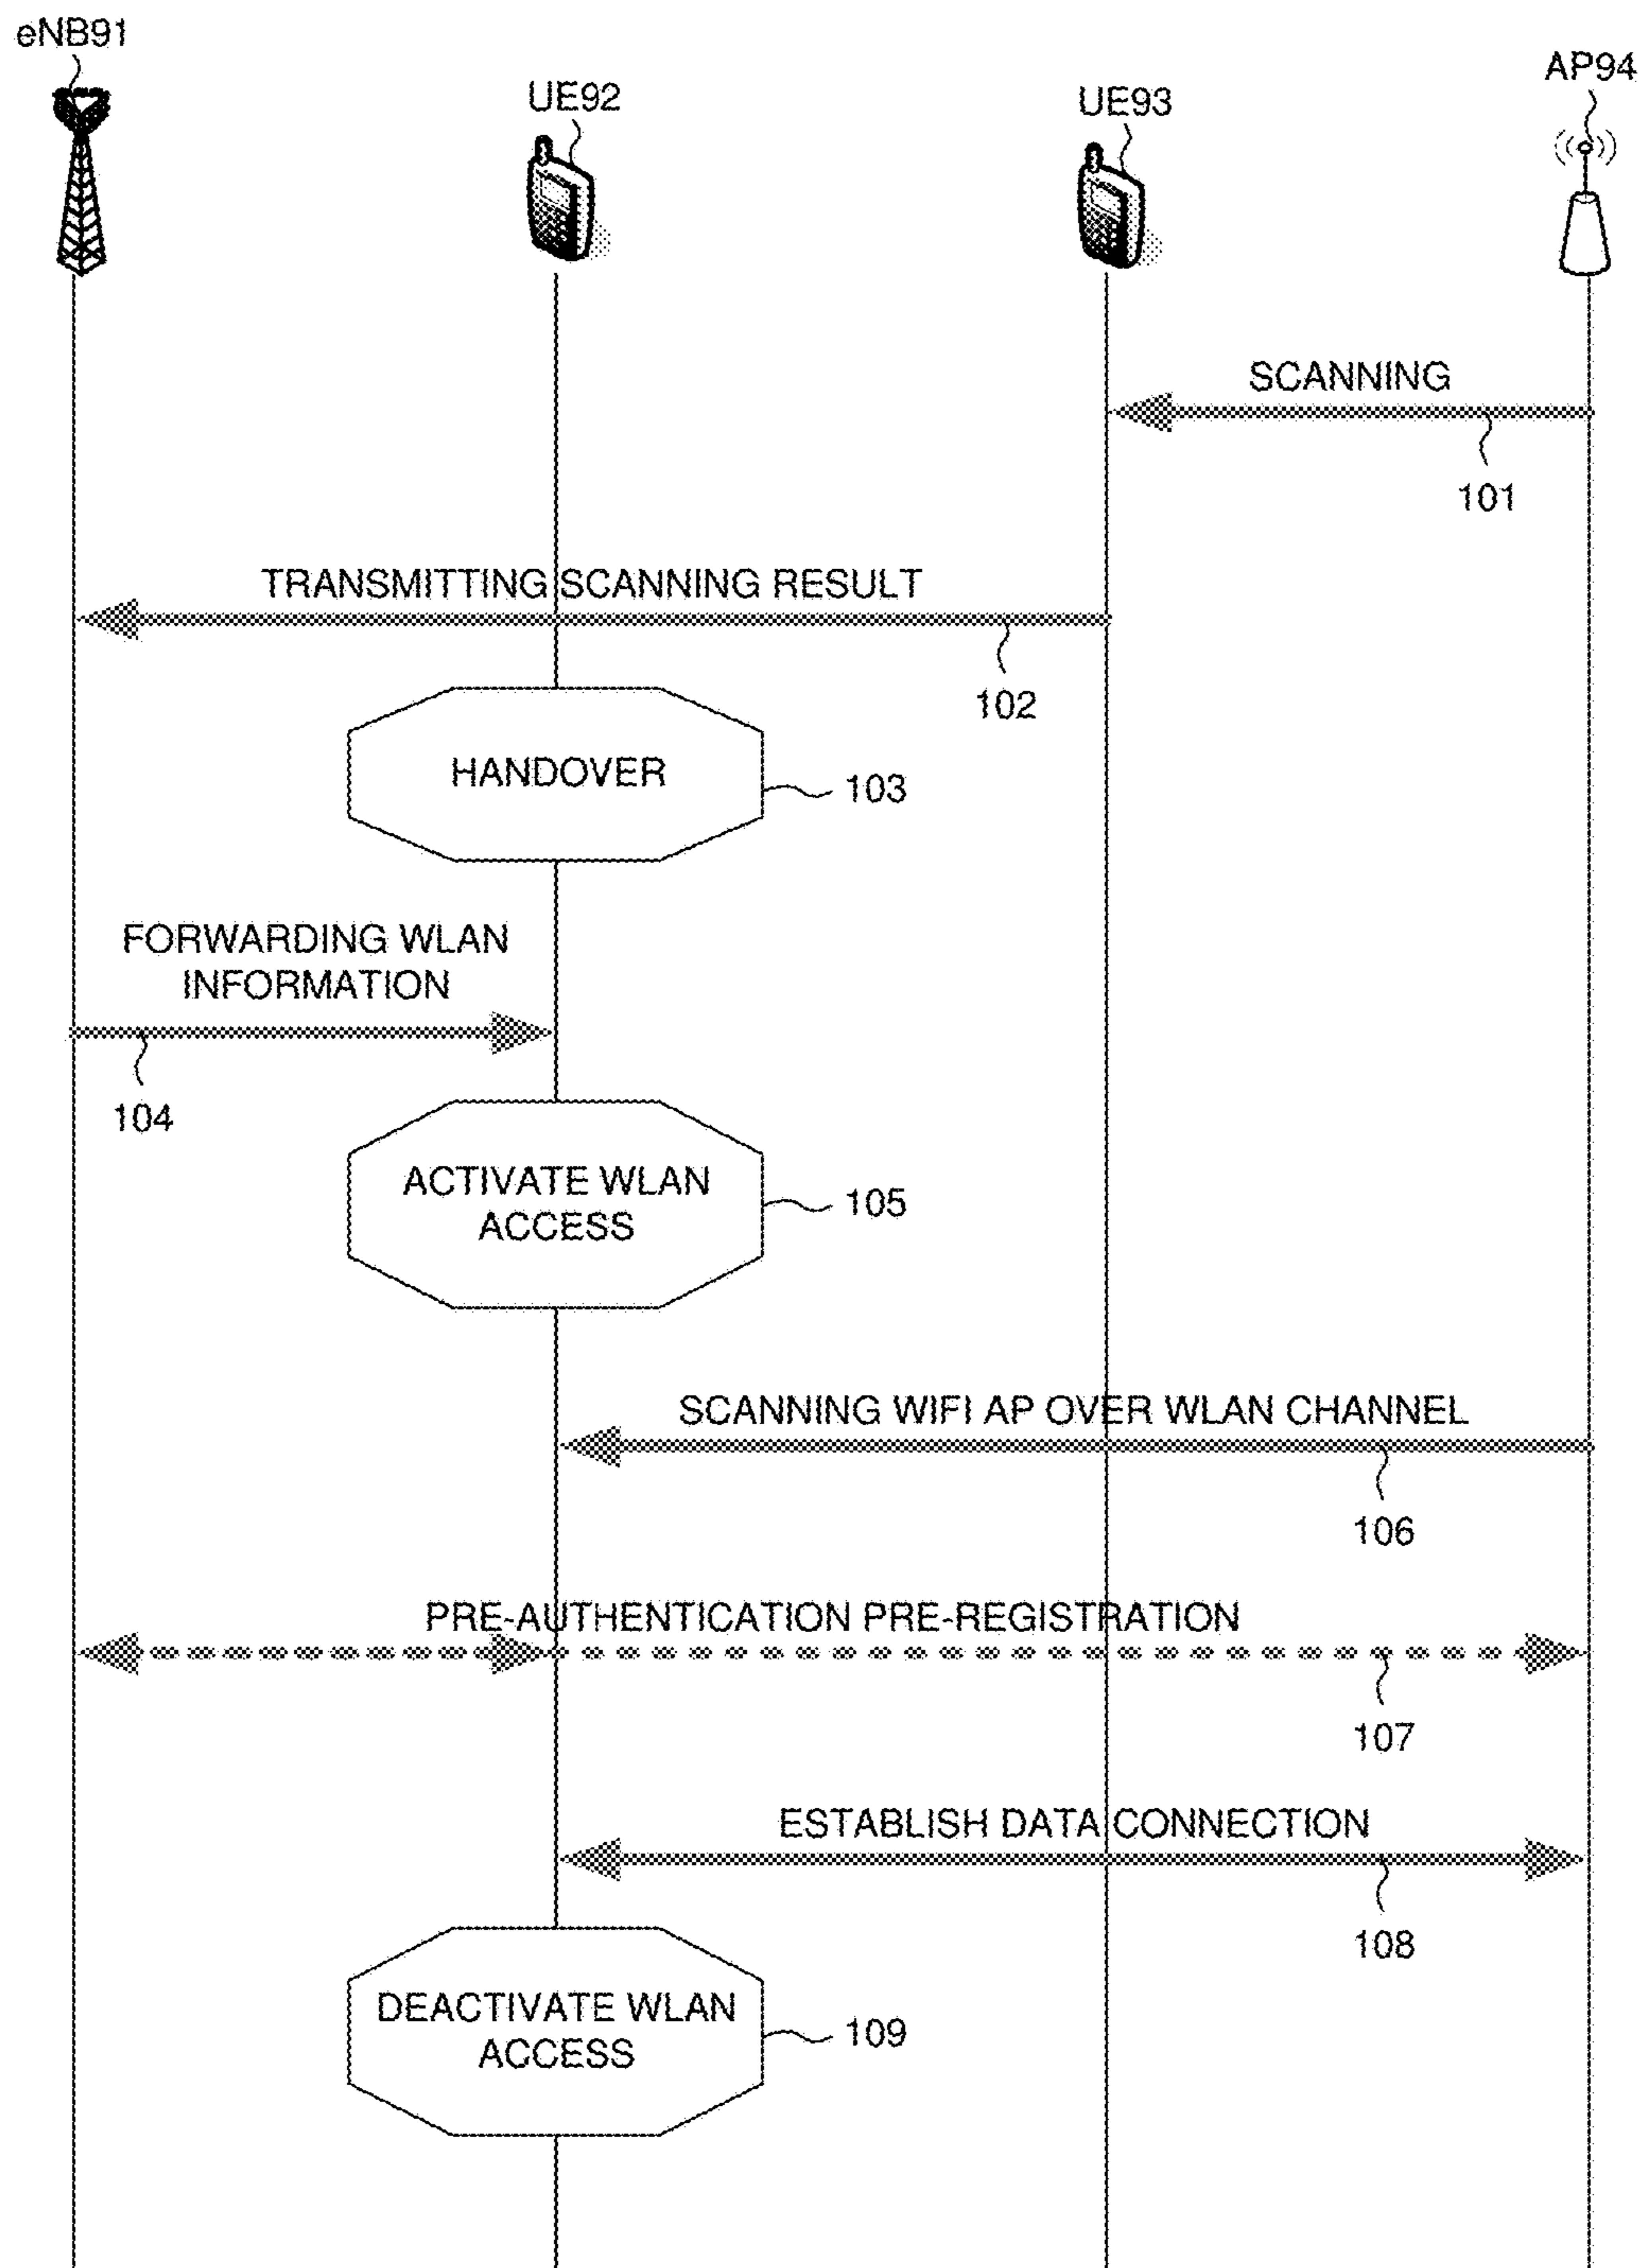 eNB91
UE92
UE93
AP94
SCANNING
101
TRANSMITTING SCANNING RESULT
102
HANDOVER
103
FORWARDING WLAN
INFORMATION
104
ACTIVATE WLAN
ACCESS
105
SCANNING WIFI AP OVER WLAN CHANNEL
106
PRE-AUTHENTICATION PRE-REGISTRATION
107
ESTABLISH DATA CONNECTION
108
DEACTIVATE WLAN
ACCESS
109